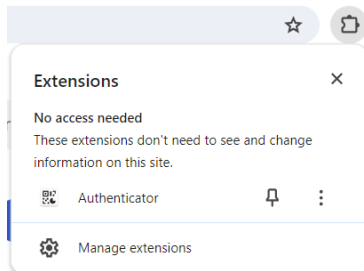 Extensions
No access needed
These extensions don't need to see and change
information on this site.
Authenticator
Manage extensions